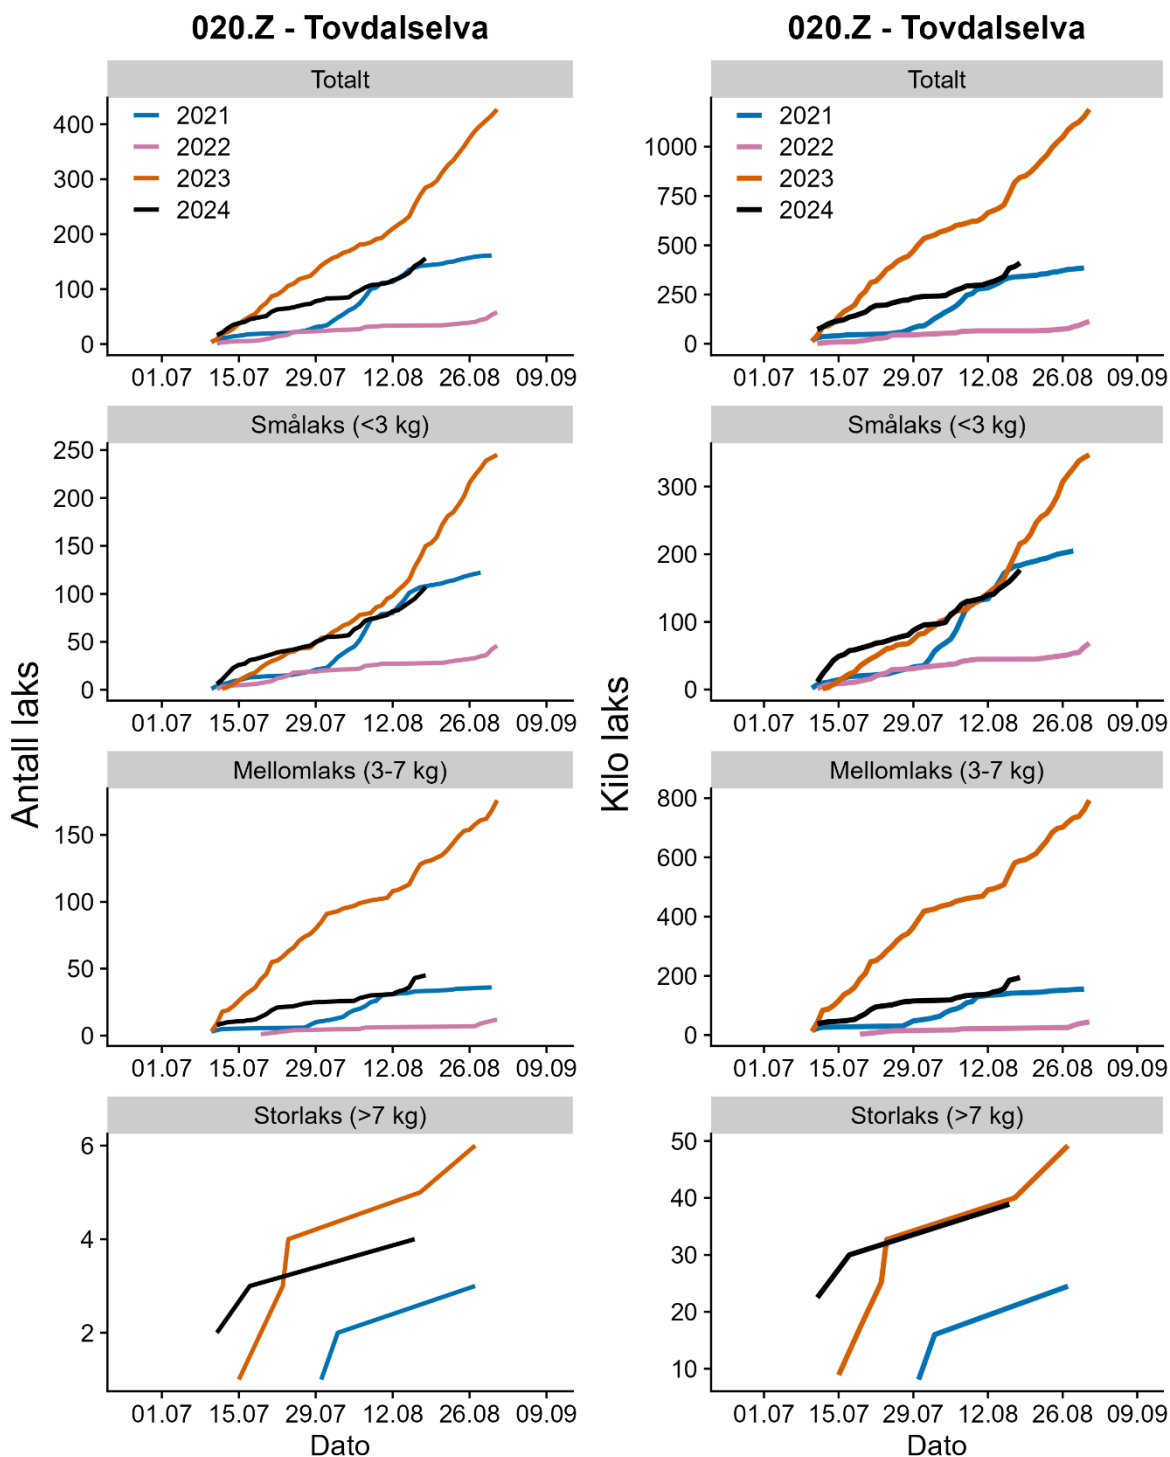 020.Z - Tovdalselva
Totalt
2021
2022
2023
2024
400
300
200
100
0
01.07 15.07 29.07 12.08 26.08 09.09
Smålaks (<3 kg)
250
200
150
100
50
0
01.07 15.07 29.07 12.08 26.08 09.09
Mellomlaks (3-7 kg)
150
100
50
0
01.07 15.07 29.07 12.08 26.08 09.09
Storlaks (>7 kg)
6
4
2
01.07 15.07 29.07 12.08 26.08 09.09
Dato
Antall laks
020.Z - Tovdalselva
Totalt
2021
2022
2023
2024
1000
750
500
250
0
01.07 15.07 29.07 12.08 26.08 09.09
Smålaks (<3 kg)
300
200
100
0
01.07 15.07 29.07 12.08 26.08 09.09
Mellomlaks (3-7 kg)
800
600
400
200
0
01.07 15.07 29.07 12.08 26.08 09.09
Storlaks (>7 kg)
50
40
30
20
10
01.07 15.07 29.07 12.08 26.08 09.09
Dato
Kilo laks